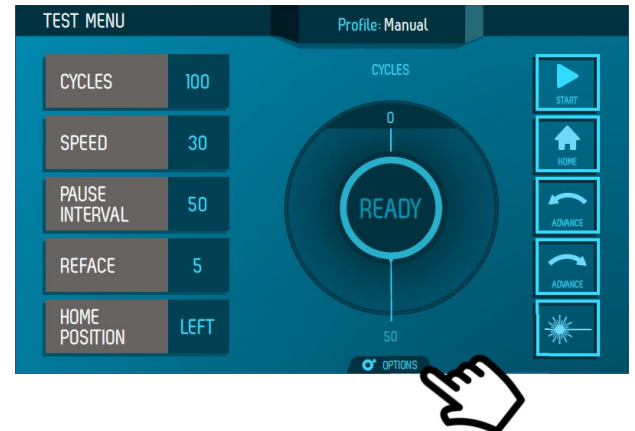 TEST MENU
Profile: Manual
CYCLES 100
SPEED 30
PAUSE
INTERVAL 50
REFACE 5
HOME
POSITION LEFT
CYCLES
0
READY
50
OPTIONS
START
HOME
ADVANCE
ADVANCE